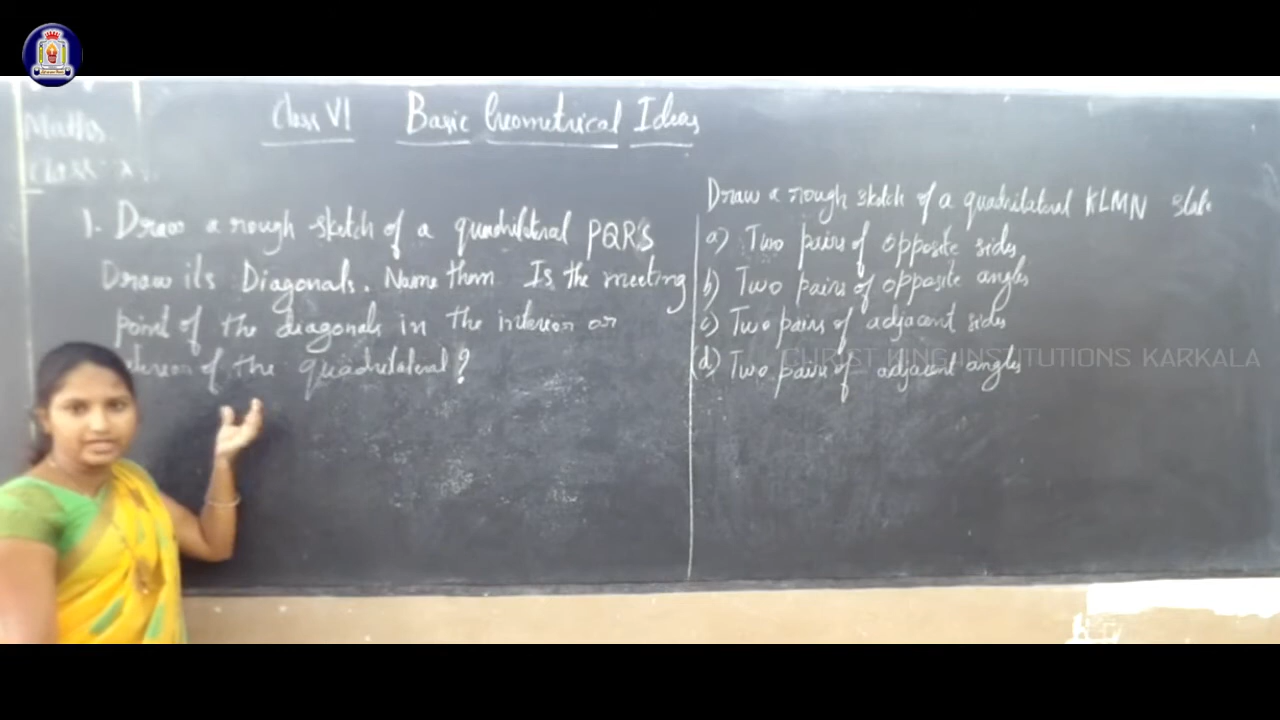 Maths
Class
Class VI Basic Geometrical Ideas
1. Draw a rough sketch of a quadrilateral PQRS
Draw its Diagonals. Name them Is the meeting
point of the diagonals in the interior or
of the quadrilateral?
Draw a rough sketch of a quadrilateral KLMN State
a) Two pairs of opposite sides
b) Two pairs of opposite angles
c) Two pairs of adjacent sides
(d) Two pairs of adjacent angles
CHRIST KING INSTITUTIONS KARKALA